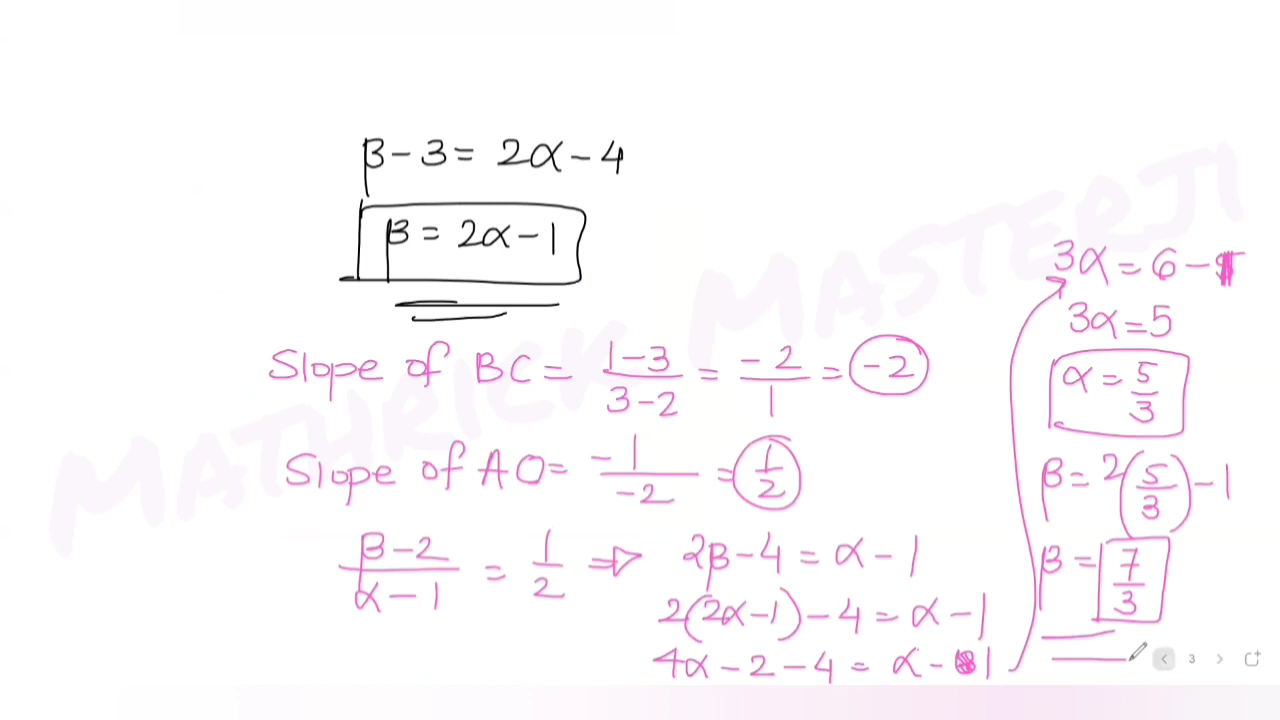 β - 3 = 2α - 4
β = 2α - 1
Slope of BC = (1-3)/(3-2) = -2/1 = -2
Slope of AO = -1/-2 = 1/2
(β-2)/(α-1) = 1/2 ⇒ 2β - 4 = α - 1
2(2α-1) - 4 = α - 1
4α - 2 - 4 = α - 1
3α = 6 - 1
3α = 5
α = 5/3
β = 2(5/3) - 1
β = 7/3
MATHRICK MASTERJI
3